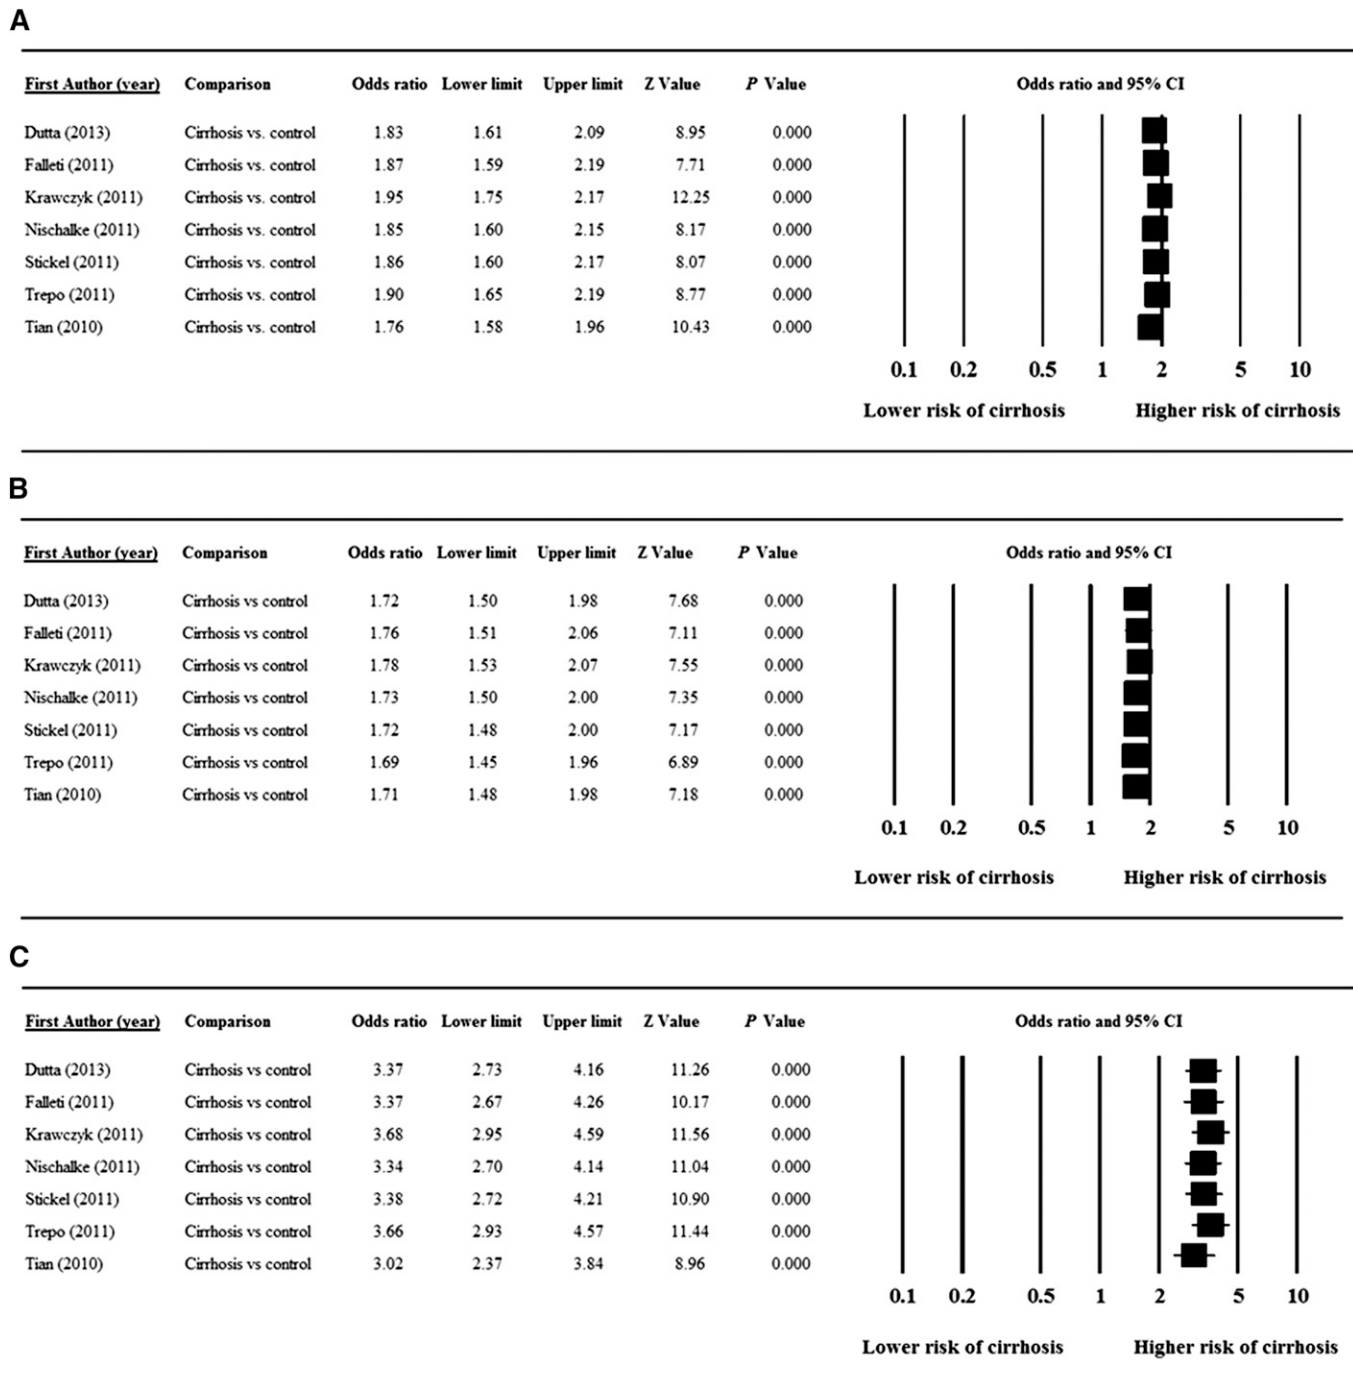 A
First Author (year) Comparison Odds ratio Lower limit Upper limit Z Value P Value Odds ratio and 95% CI
Dutta (2013) Cirrhosis vs. control 1.83 1.61 2.09 8.95 0.000
Falleti (2011) Cirrhosis vs. control 1.87 1.59 2.19 7.71 0.000
Krawczyk (2011) Cirrhosis vs. control 1.95 1.75 2.17 12.25 0.000
Nischalke (2011) Cirrhosis vs. control 1.85 1.60 2.15 8.17 0.000
Stickel (2011) Cirrhosis vs. control 1.86 1.60 2.17 8.07 0.000
Trepo (2011) Cirrhosis vs. control 1.90 1.65 2.19 8.77 0.000
Tian (2010) Cirrhosis vs. control 1.76 1.58 1.96 10.43 0.000
0.1 0.2 0.5 1 2 5 10
Lower risk of cirrhosis Higher risk of cirrhosis
B
First Author (year) Comparison Odds ratio Lower limit Upper limit Z Value P Value Odds ratio and 95% CI
Dutta (2013) Cirrhosis vs control 1.72 1.50 1.98 7.68 0.000
Falleti (2011) Cirrhosis vs control 1.76 1.51 2.06 7.11 0.000
Krawczyk (2011) Cirrhosis vs control 1.78 1.53 2.07 7.55 0.000
Nischalke (2011) Cirrhosis vs control 1.73 1.50 2.00 7.35 0.000
Stickel (2011) Cirrhosis vs control 1.72 1.48 2.00 7.17 0.000
Trepo (2011) Cirrhosis vs control 1.69 1.45 1.96 6.89 0.000
Tian (2010) Cirrhosis vs control 1.71 1.48 1.98 7.18 0.000
0.1 0.2 0.5 1 2 5 10
Lower risk of cirrhosis Higher risk of cirrhosis
C
First Author (year) Comparison Odds ratio Lower limit Upper limit Z Value P Value Odds ratio and 95% CI
Dutta (2013) Cirrhosis vs control 3.37 2.73 4.16 11.26 0.000
Falleti (2011) Cirrhosis vs control 3.37 2.67 4.26 10.17 0.000
Krawczyk (2011) Cirrhosis vs control 3.68 2.95 4.59 11.56 0.000
Nischalke (2011) Cirrhosis vs control 3.34 2.70 4.14 11.04 0.000
Stickel (2011) Cirrhosis vs control 3.38 2.72 4.21 10.90 0.000
Trepo (2011) Cirrhosis vs control 3.66 2.93 4.57 11.44 0.000
Tian (2010) Cirrhosis vs control 3.02 2.37 3.84 8.96 0.000
0.1 0.2 0.5 1 2 5 10
Lower risk of cirrhosis Higher risk of cirrhosis